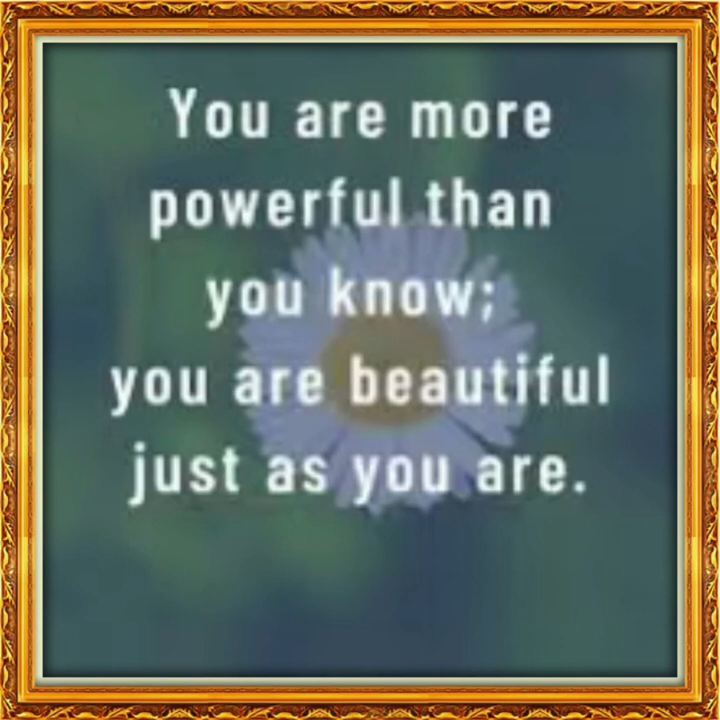 You are more
powerful than
you know;
you are beautiful
just as you are.